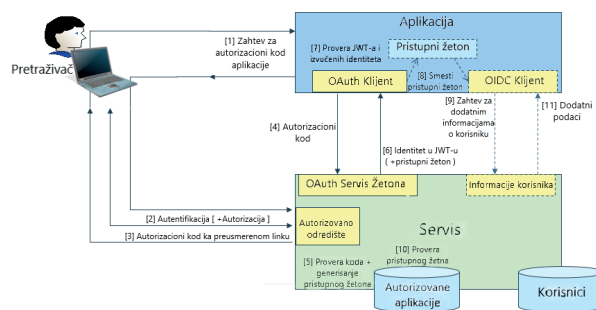 Aplikacija
[1] Zahtev za
autorizacioni kod
aplikacije
[7] Provera JWT-a i
izvučenih identiteta
Pristupni žeton
Pretraživač
OAuth Klijent
[8] Smesti
pristupni žeton
OIDC Klijent
[4] Autorizacioni
kod
[9] Zahtev za
dodatnim
informacijama
o korisniku
[11] Dodatni
podaci
[6] Identitet u JWT-u
( +pristupni žeton )
OAuth Servis Žetona
Informacije korisnika
[2] Autentifikacija [ +Autorizacija ]
[3] Autorizacioni kod ka preusmerenom linku
Autorizovano
odredište
Servis
[5] Provera koda +
generisanje
pristupnog žetona
[10] Provera
pristupnog žetna
Autorizovane
aplikacije
Korisnici